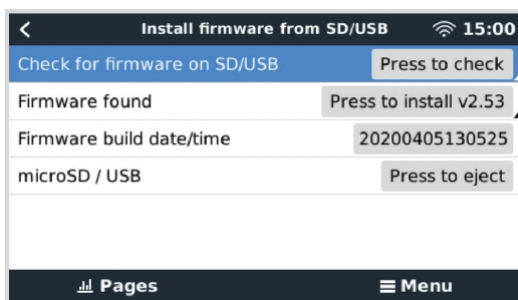 Install firmware from SD/USB 15:00
Check for firmware on SD/USB Press to check
Firmware found Press to install v2.53
Firmware build date/time 20200405130525
microSD / USB Press to eject
Pages Menu